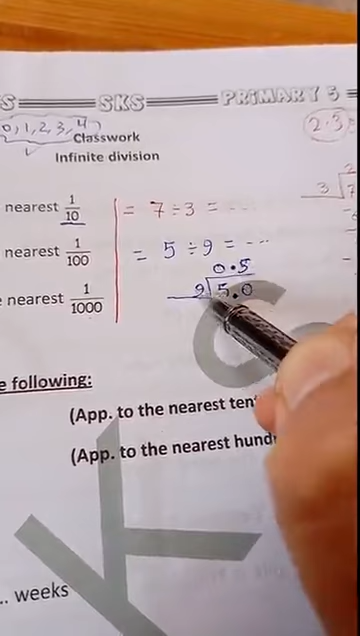 S SKS PRIMARY 5
0, 1, 2, 3, 4
2.3
Classwork
Infinite division
nearest 1/10 = 7 ÷ 3 = ----
3 7
nearest 1/100 = 5 ÷ 9 = ---
0.5
9 5.0
nearest 1/1000
e following:
(App. to the nearest ten
(App. to the nearest hund
.. weeks